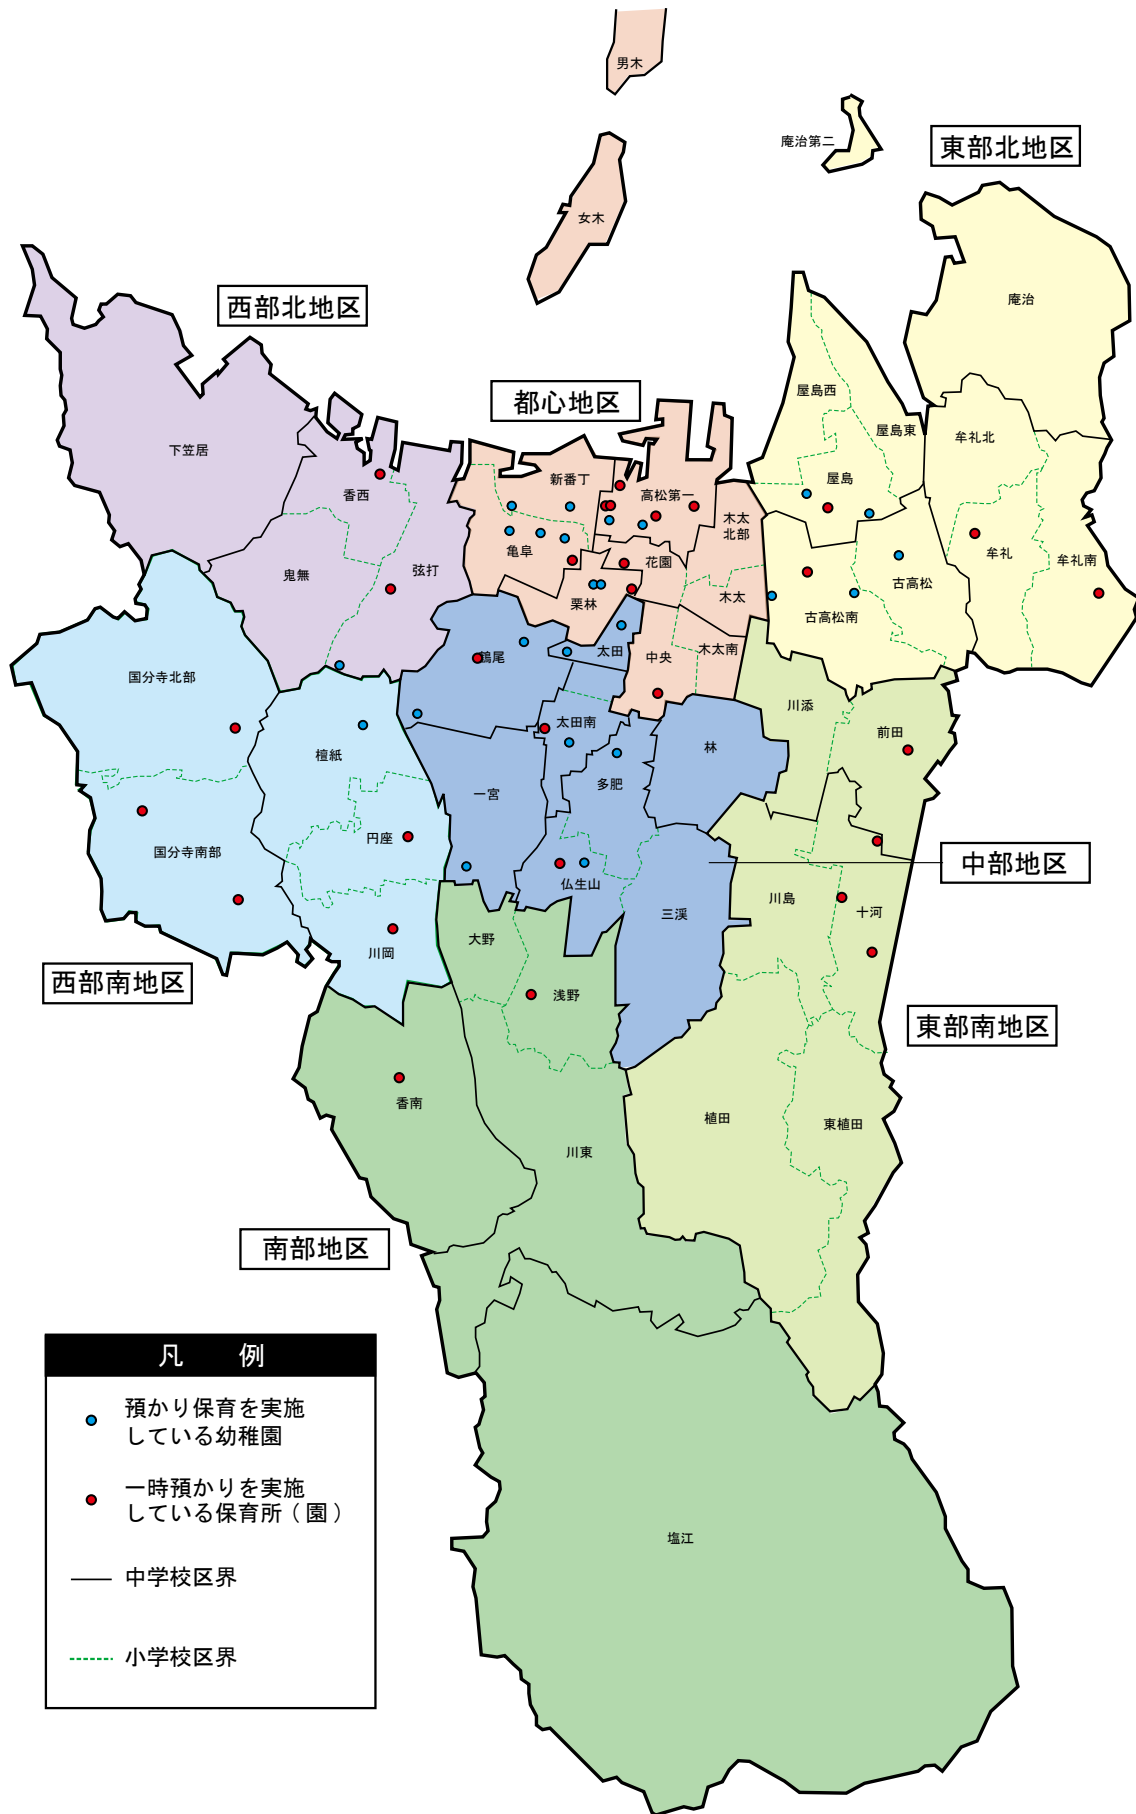 男木
庵治第二
東部北地区
女木
西部北地区
庵治
都心地区
屋島西
屋島東
下笠居
牟礼北
新番丁
屋島
香西
高松第一
木太
北部
亀阜
花園
牟礼
牟礼南
古高松
鬼無
弦打
栗林
木太
古高松南
太田
鶴尾
中央
木太南
国分寺北部
川添
太田南
前田
檀紙
林
多肥
一宮
円座
国分寺南部
中部地区
仏生山
川島
十河
三渓
大野
川岡
西部南地区
浅野
東部南地区
香南
植田
東植田
川東
南部地区
凡　例
預かり保育を実施
している幼稚園
一時預かりを実施
している保育所（園）
塩江
中学校区界
小学校区界